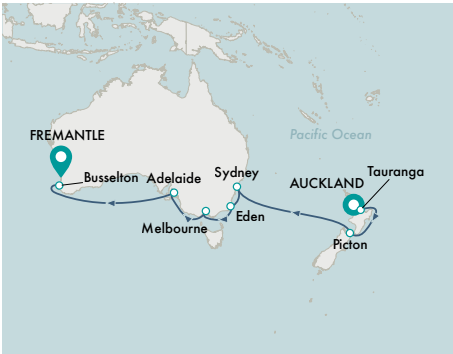 Pacific Ocean
FREMANTLE
Busselton
Adelaide
Sydney
Tauranga
AUCKLAND
Melbourne
Eden
Picton